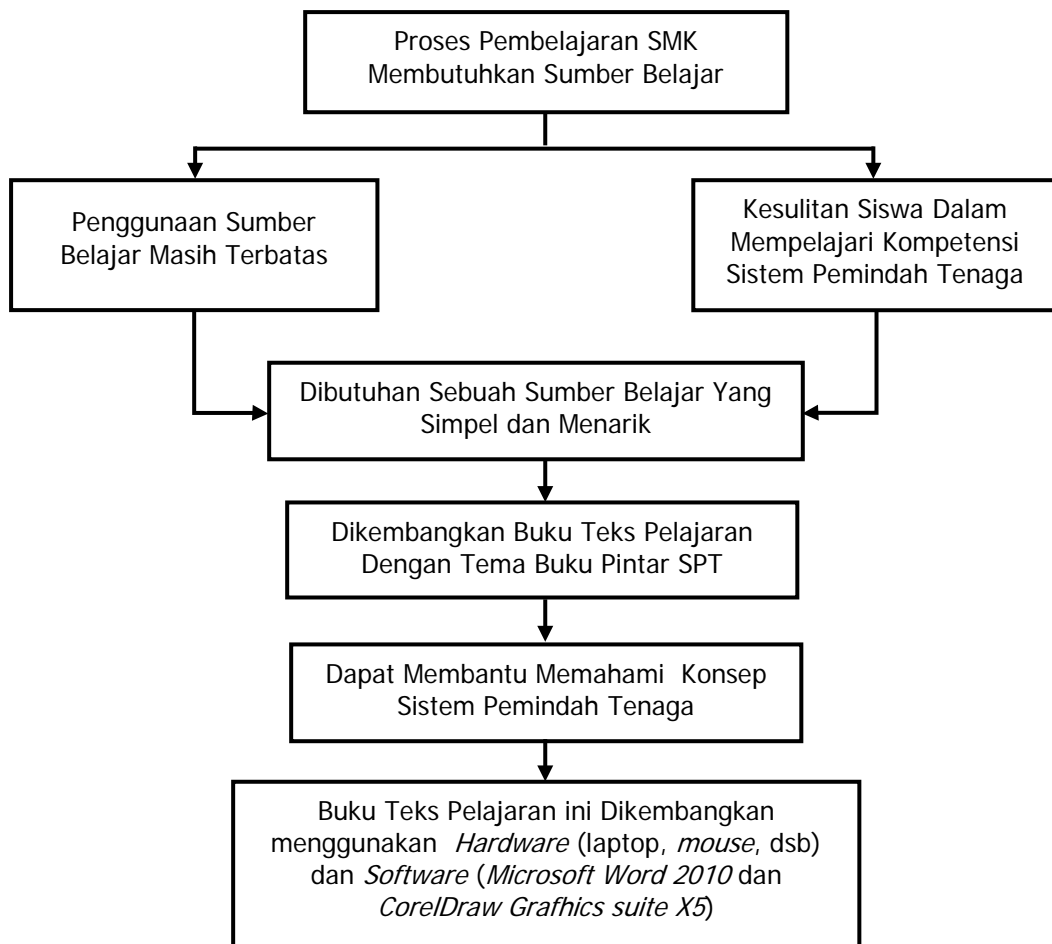 Proses Pembelajaran SMK
Membutuhkan Sumber Belajar
Penggunaan Sumber
Belajar Masih Terbatas
Kesulitan Siswa Dalam
Mempelajari Kompetensi
Sistem Pemindah Tenaga
Dibutuhan Sebuah Sumber Belajar Yang
Simpel dan Menarik
Dikembangkan Buku Teks Pelajaran
Dengan Tema Buku Pintar SPT
Dapat Membantu Memahami Konsep
Sistem Pemindah Tenaga
Buku Teks Pelajaran ini Dikembangkan
menggunakan Hardware (laptop, mouse, dsb)
dan Software (Microsoft Word 2010 dan
CorelDraw Grafhics suite X5)